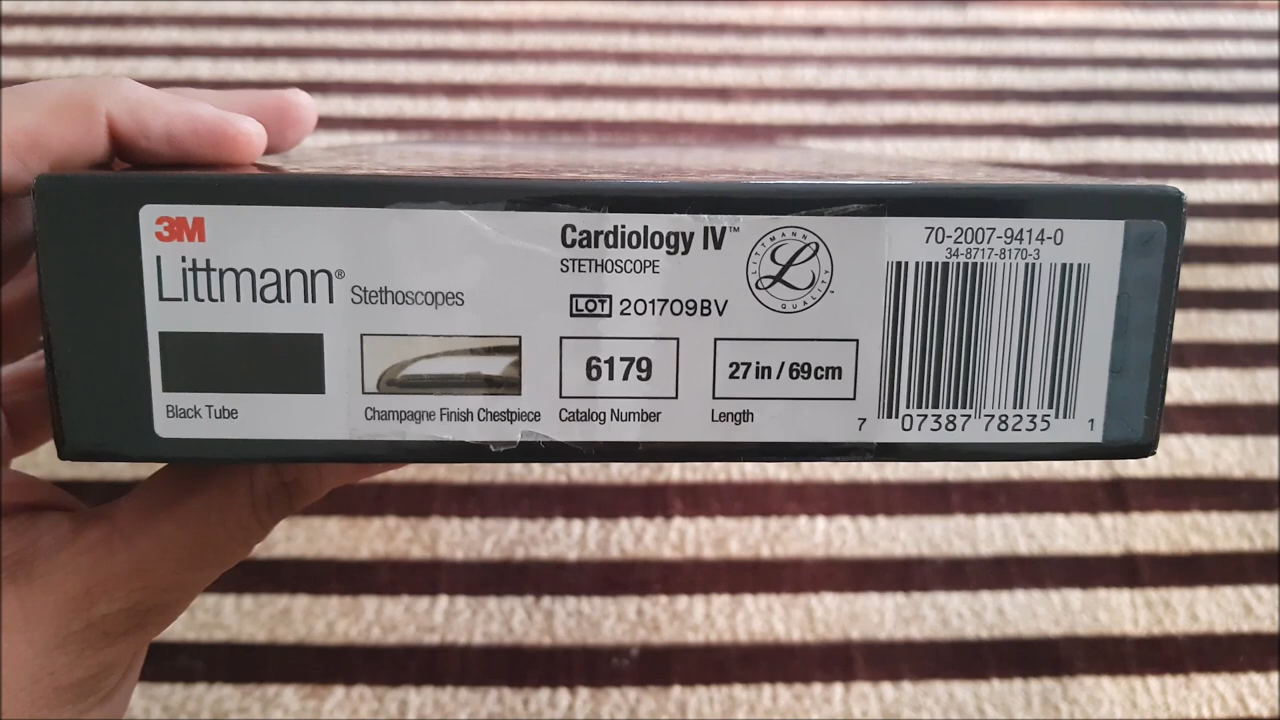 3M
Littmann® Stethoscopes
Cardiology IV™
STETHOSCOPE
LOT 201709BV
LITTMANN
L
QUALITY
70-2007-9414-0
34-8717-8170-3
Black Tube
Champagne Finish Chestpiece
6179
Catalog Number
27 in / 69 cm
Length
7 07387 78235 1